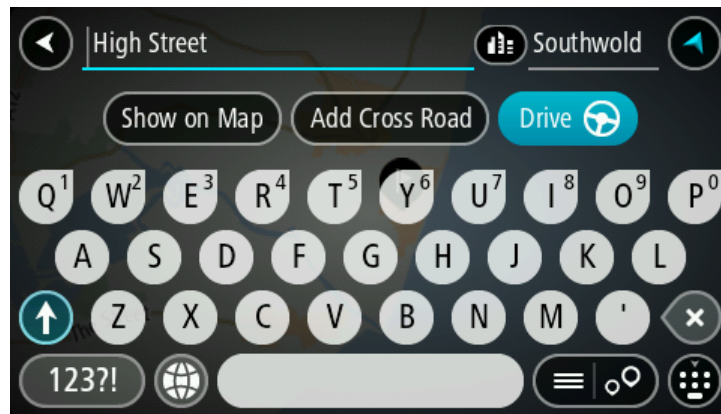 High Street Southwold
Show on Map Add Cross Road Drive
Q1 W2 E3 R4 T5 Y6 U7 I8 O9 P0
A S D F G H J K L
Z X C V B N M '
123?!